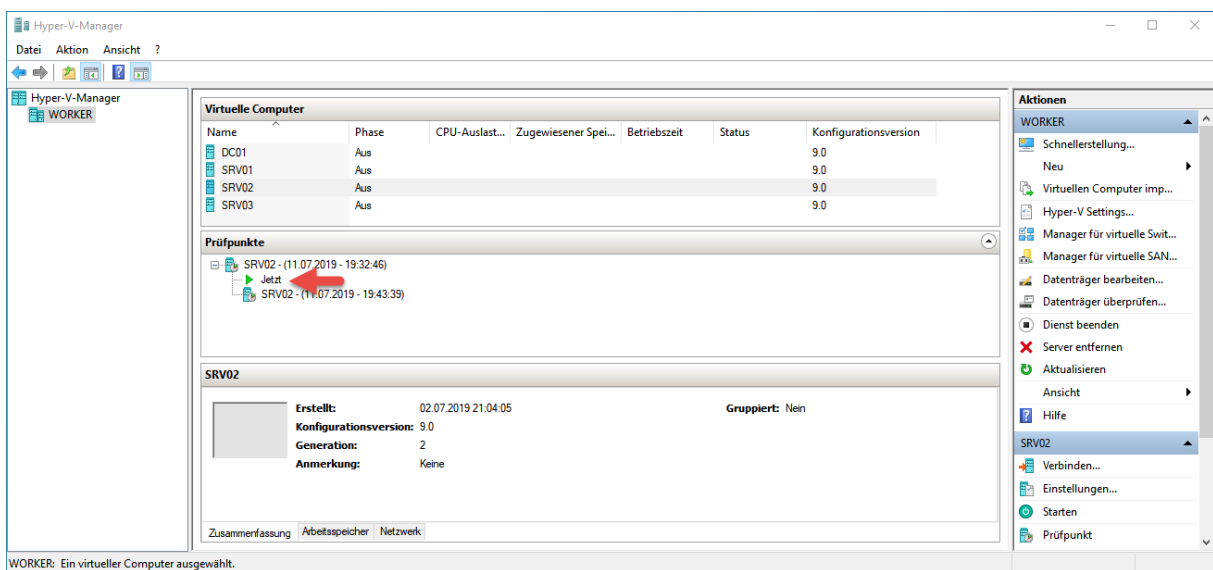 Hyper-V-Manager
Datei Aktion Ansicht ?
Hyper-V-Manager
WORKER
Virtuelle Computer
Name Phase CPU-Auslast... Zugewiesener Spei... Betriebszeit Status Konfigurationsversion
DC01 Aus 9.0
SRV01 Aus 9.0
SRV02 Aus 9.0
SRV03 Aus 9.0
Prüfpunkte
SRV02 - (11.07.2019 - 19:32:46)
Jetzt
SRV02 - (11.07.2019 - 19:43:39)
SRV02
Erstellt: 02.07.2019 21:04:05 Gruppiert: Nein
Konfigurationsversion: 9.0
Generation: 2
Anmerkung: Keine
Zusammenfassung Arbeitsspeicher Netzwerk
Aktionen
WORKER
Schnellerstellung...
Neu
Virtuellen Computer imp...
Hyper-V Settings...
Manager für virtuelle Swit...
Manager für virtuelle SAN...
Datenträger bearbeiten...
Datenträger überprüfen...
Dienst beenden
Server entfernen
Aktualisieren
Ansicht
Hilfe
SRV02
Verbinden...
Einstellungen...
Starten
Prüfpunkt
WORKER: Ein virtueller Computer ausgewählt.